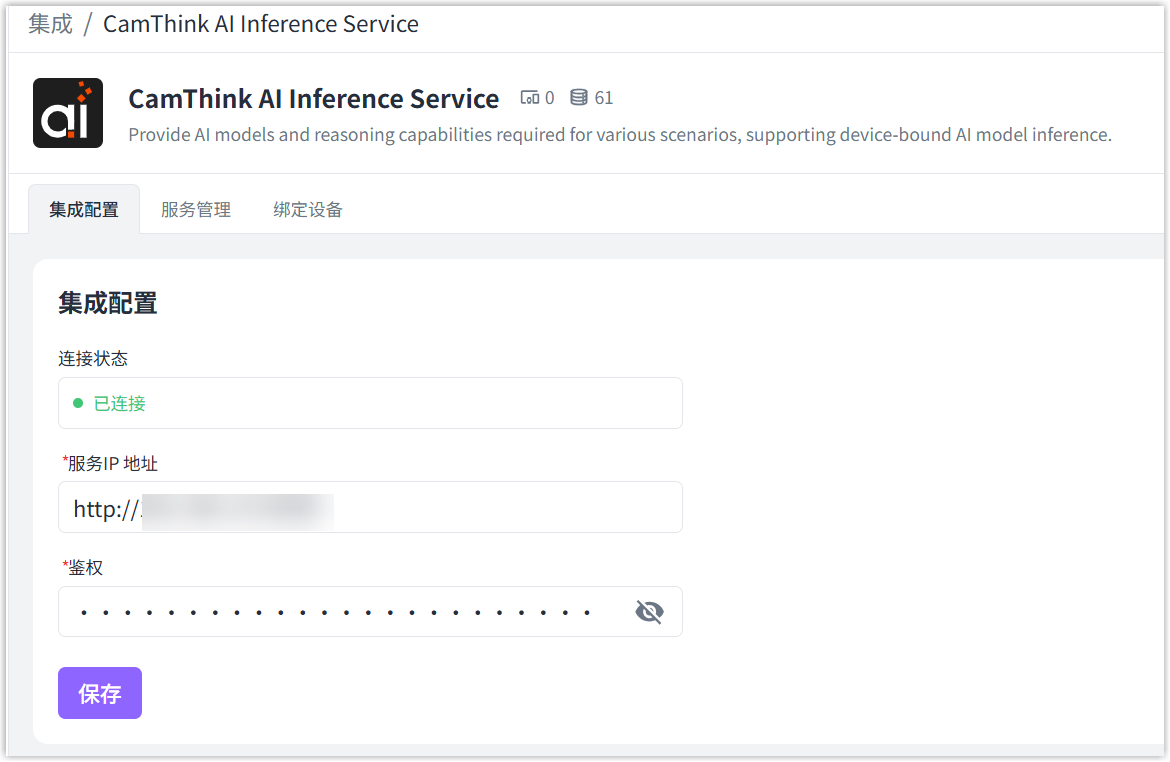 集成 / CamThink AI Inference Service
ai
CamThink AI Inference Service 0 61
Provide AI models and reasoning capabilities required for various scenarios, supporting device-bound AI model inference.
集成配置 服务管理 绑定设备
集成配置
连接状态
已连接
*服务IP 地址
http://
*鉴权
保存